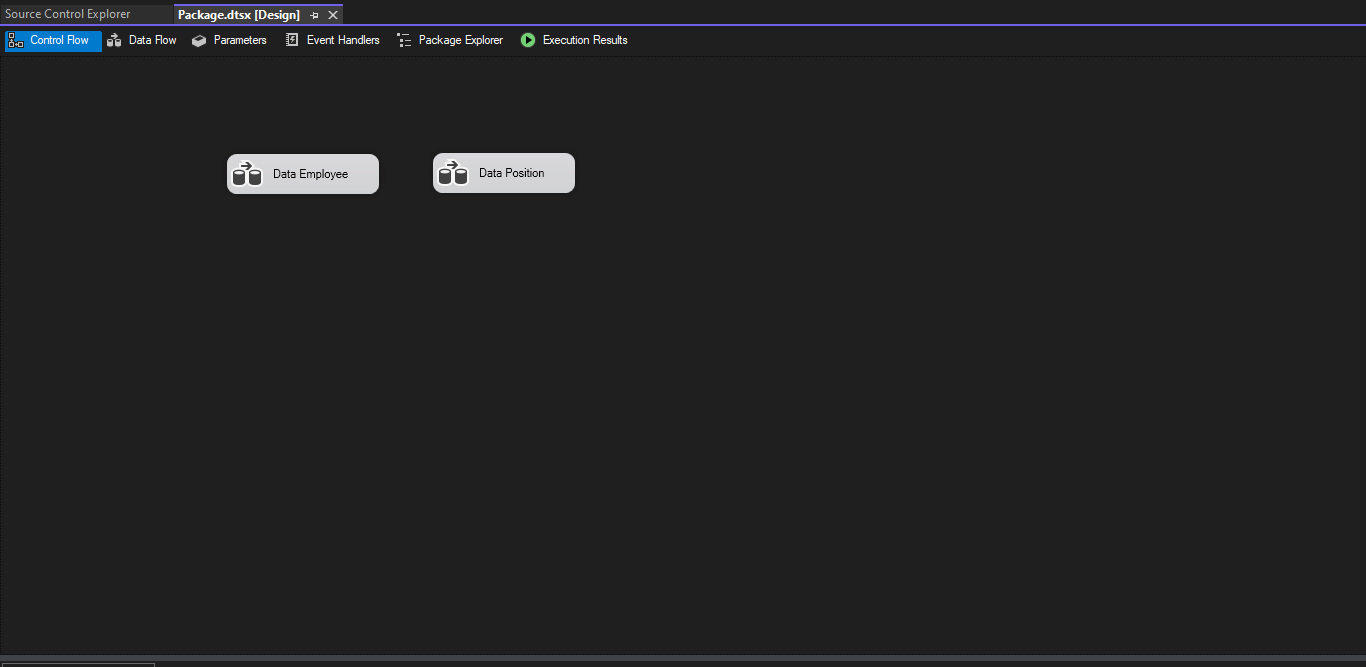 Source Control Explorer Package.dtsx [Design]
Control Flow Data Flow Parameters Event Handlers Package Explorer Execution Results
Data Employee Data Position